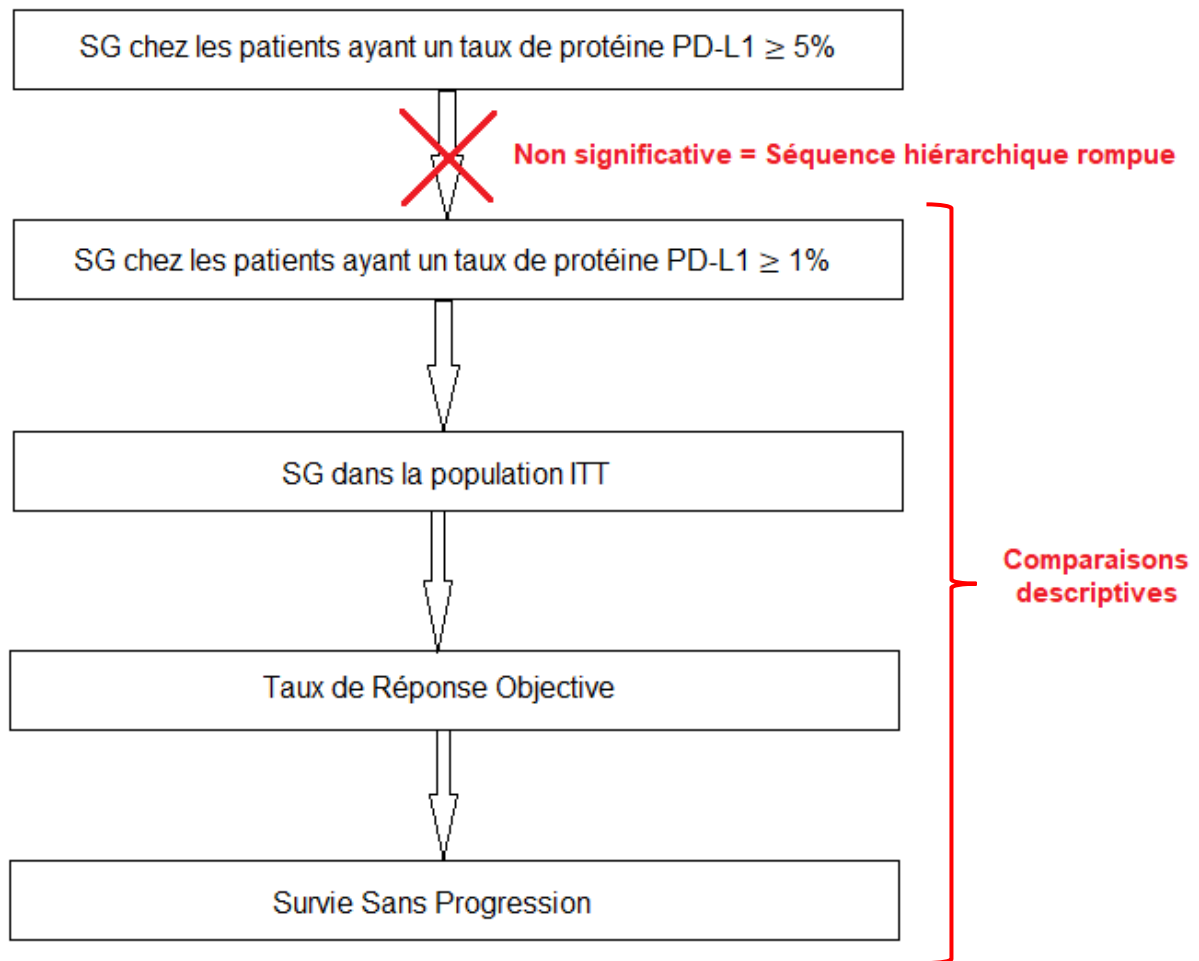 SG chez les patients ayant un taux de protéine PD-L1 ≥ 5%
Non significative = Séquence hiérarchique rompue
SG chez les patients ayant un taux de protéine PD-L1 ≥ 1%
SG dans la population ITT
Comparaisons
descriptives
Taux de Réponse Objective
Survie Sans Progression